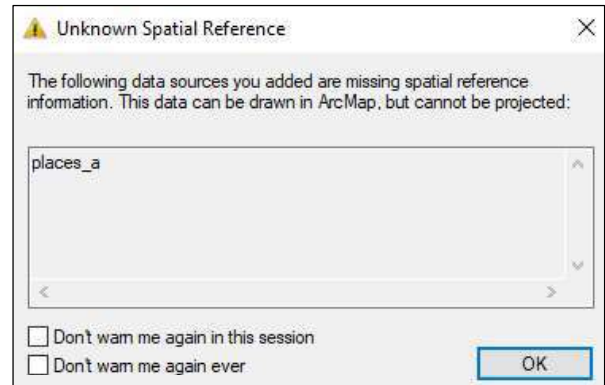 Unknown Spatial Reference
The following data sources you added are missing spatial reference
information. This data can be drawn in ArcMap, but cannot be projected:
places_a
Don't warn me again in this session
Don't warn me again ever
OK